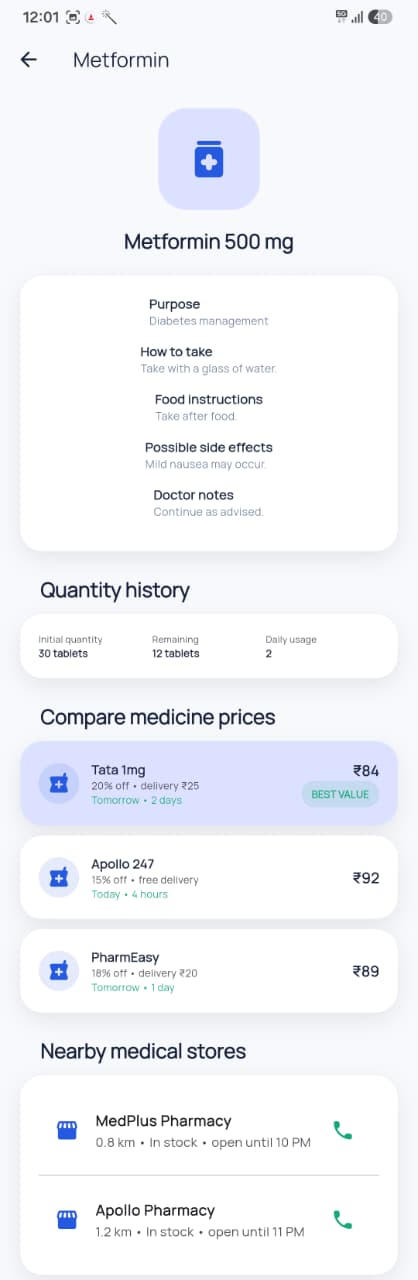 12:01
5G
40
Metformin
Metformin 500 mg
Purpose
Diabetes management
How to take
Take with a glass of water.
Food instructions
Take after food.
Possible side effects
Mild nausea may occur.
Doctor notes
Continue as advised.
Quantity history
Initial quantity Remaining Daily usage
30 tablets 12 tablets 2
Compare medicine prices
Tata 1mg ₹84
20% off • delivery ₹25
BEST VALUE
Tomorrow • 2 days
Apollo 247
15% off • free delivery ₹92
Today • 4 hours
PharmEasy
18% off • delivery ₹20 ₹89
Tomorrow • 1 day
Nearby medical stores
MedPlus Pharmacy
0.8 km • In stock • open until 10 PM
Apollo Pharmacy
1.2 km • In stock • open until 11 PM